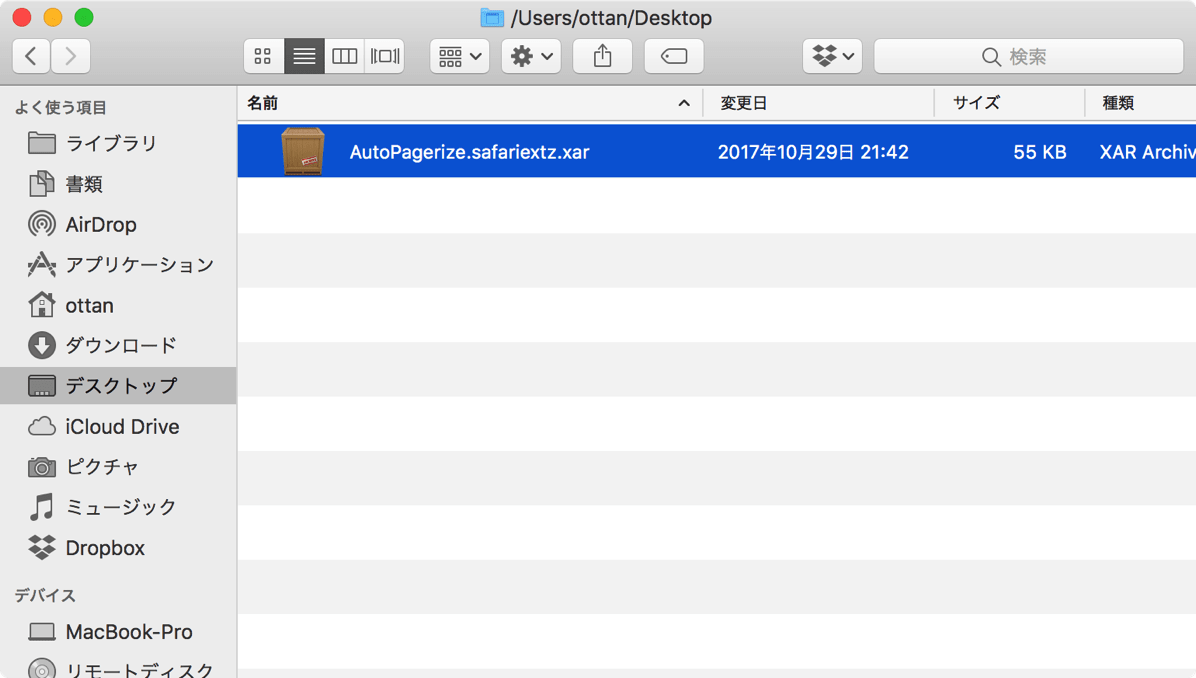 /Users/ottan/Desktop
検索
よく使う項目
ライブラリ
書類
AirDrop
アプリケーション
ottan
ダウンロード
デスクトップ
iCloud Drive
ピクチャ
ミュージック
Dropbox
デバイス
MacBook-Pro
リモートディスク
名前 変更日 サイズ 種類
AutoPagerize.safariextz.xar 2017年10月29日 21:42 55 KB XAR Archiv